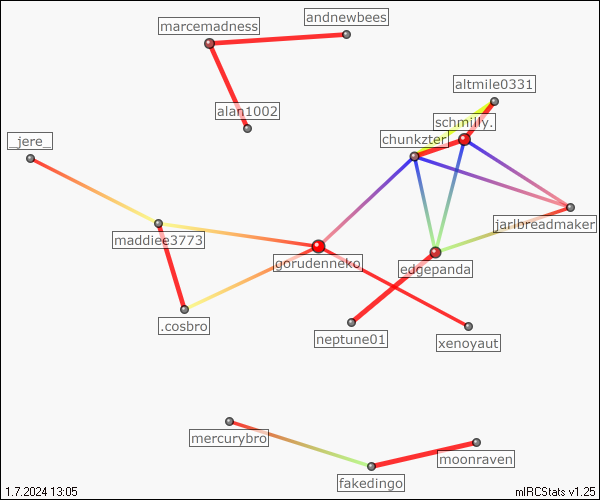 andnewbees
marcemadness
altmile0331
alan1002
schmilly.
chunkzter
_jere_
jarlbreadmaker
maddiee3773
gorudenneko
edgepanda
.cosbro
neptune01
xenoyaut
mercurybro
moonraven
fakedingo
1.7.2024 13:05
mIRCStats v1.25